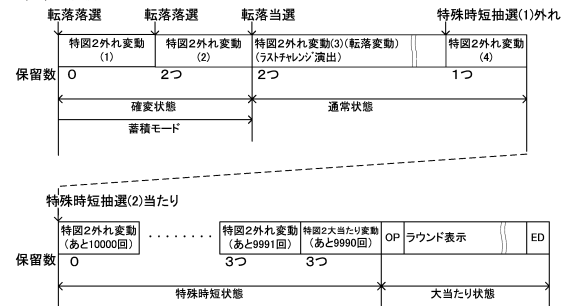 転落落選 転落落選 転落当選 特殊時短抽選(1)外れ
特図2外れ変動 特図2外れ変動 特図2外れ変動(3)(転落変動) 特図2外れ変動
(1) (2) (ラストチャレンジ演出) (4)
保留数 0 2つ 2つ 1つ
確変状態 通常状態
蓄積モード
特殊時短抽選(2)当たり
特図2外れ変動 ········ 特図2外れ変動 特図2大当たり変動 OP ラウンド表示 ED
(あと10000回) (あと9991回) (あと9990回)
保留数 0 3つ 3つ
特殊時短状態 大当たり状態